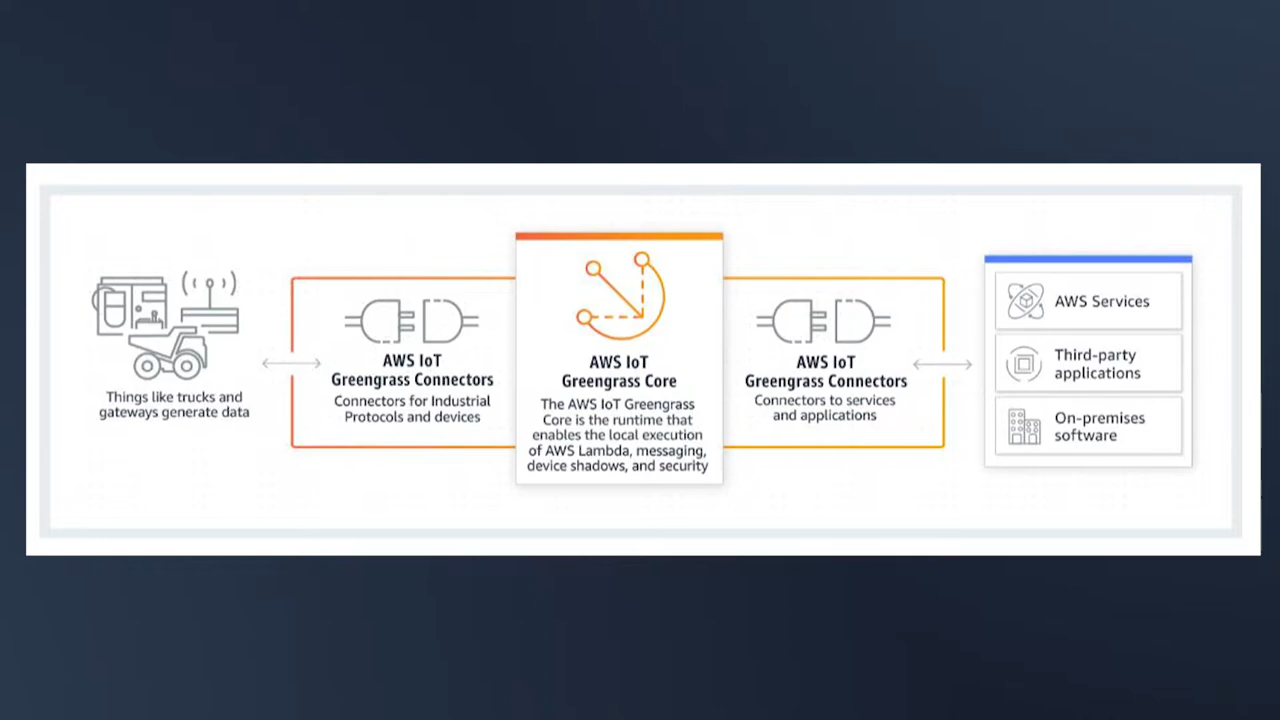 Things like trucks and
gateways generate data
AWS IoT
Greengrass Connectors
Connectors for Industrial
Protocols and devices
AWS IoT
Greengrass Core
The AWS IoT Greengrass
Core is the runtime that
enables the local execution
of AWS Lambda, messaging,
device shadows, and security
AWS IoT
Greengrass Connectors
Connectors to services
and applications
AWS Services
Third-party
applications
On-premises
software